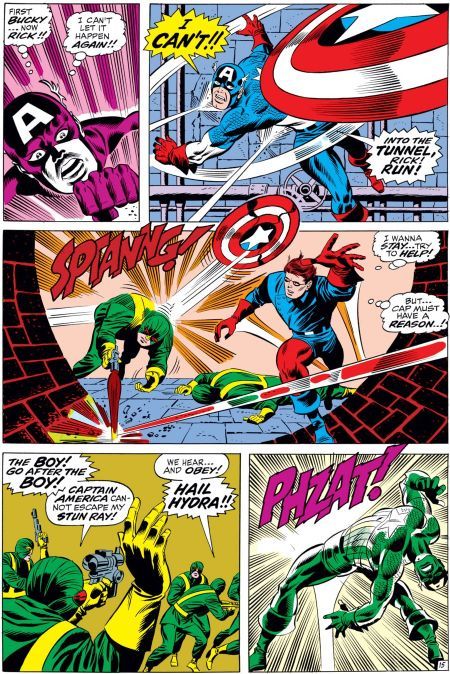 FIRST
BUCKY
...NOW
RICK!!
I CAN'T
LET IT
HAPPEN
AGAIN!!
A
I
CAN'T!!
A
INTO THE
TUNNEL,
RICK!
RUN!
SPTANNG!
I WANNA
STAY...TRY
TO HELP!
BUT...
CAP MUST
HAVE A
REASON..!
THE BOY!
GO AFTER
THE
BOY!
CAPTAIN
AMERICA CAN-
NOT ESCAPE MY
STUN RAY!
WE HEAR...
AND OBEY!
HAIL
HYDRA!!
PHZAT!
15